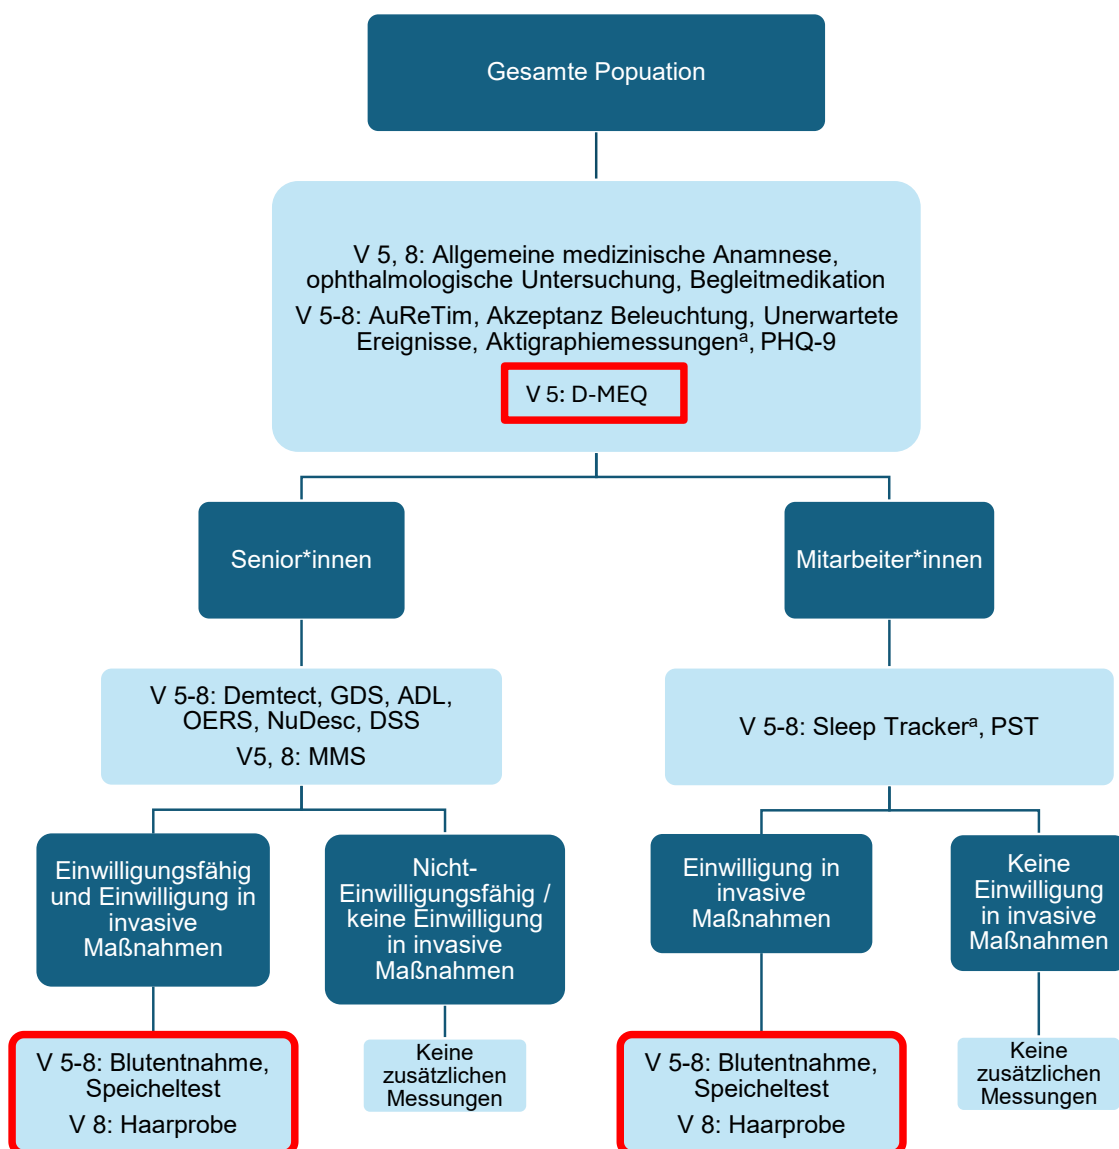 Gesamte Popuation
V 5, 8: Allgemeine medizinische Anamnese,
ophthalmologische Untersuchung, Begleitmedikation
V 5-8: AuReTim, Akzeptanz Beleuchtung, Unerwartete
Ereignisse, Aktigraphiemessungenᵃ, PHQ-9
V 5: D-MEQ
Senior*innen
Mitarbeiter*innen
V 5-8: Demtect, GDS, ADL,
OERS, NuDesc, DSS
V5, 8: MMS
V 5-8: Sleep Trackerᵃ, PST
Einwilligungsfähig
und Einwilligung in
invasive
Maßnahmen
Nicht-
Einwilligungsfähig /
keine Einwilligung
in invasive
Maßnahmen
Einwilligung in
invasive
Maßnahmen
Keine
Einwilligung
in invasive
Maßnahmen
V 5-8: Blutentnahme,
Speicheltest
V 8: Haarprobe
Keine
zusätzlichen
Messungen
V 5-8: Blutentnahme,
Speicheltest
V 8: Haarprobe
Keine
zusätzlichen
Messungen